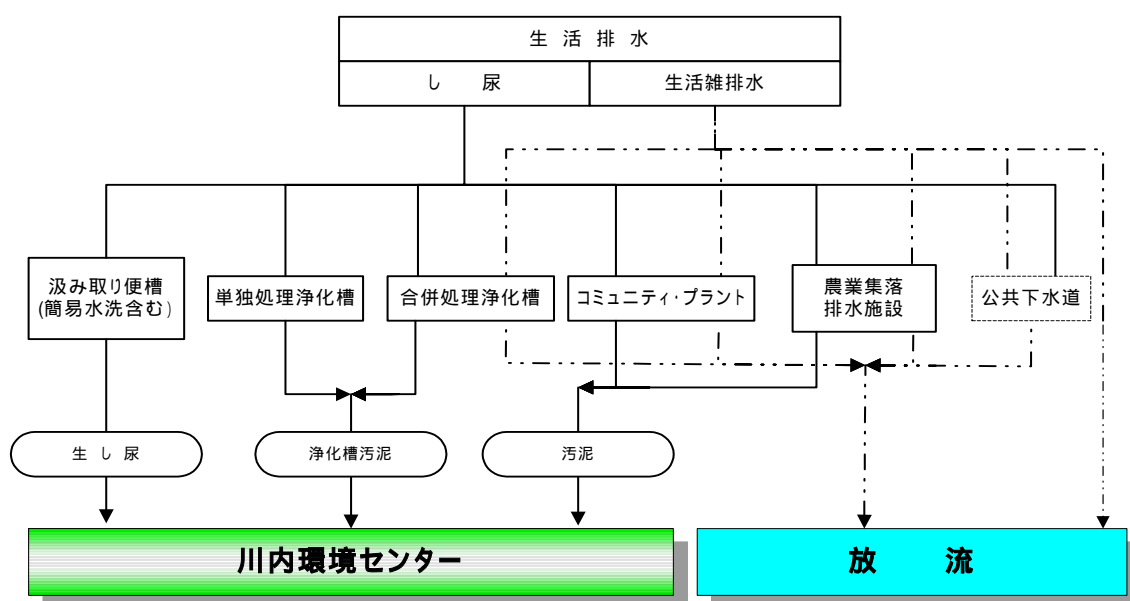 生 活 排 水
し 尿
生活雑排水
汲み取り便槽
(簡易水洗含む)
単独処理浄化槽
合併処理浄化槽
コミュニティ・プラント
農業集落
排水施設
公共下水道
生 し 尿
浄化槽汚泥
汚泥
川内環境センター
放 流